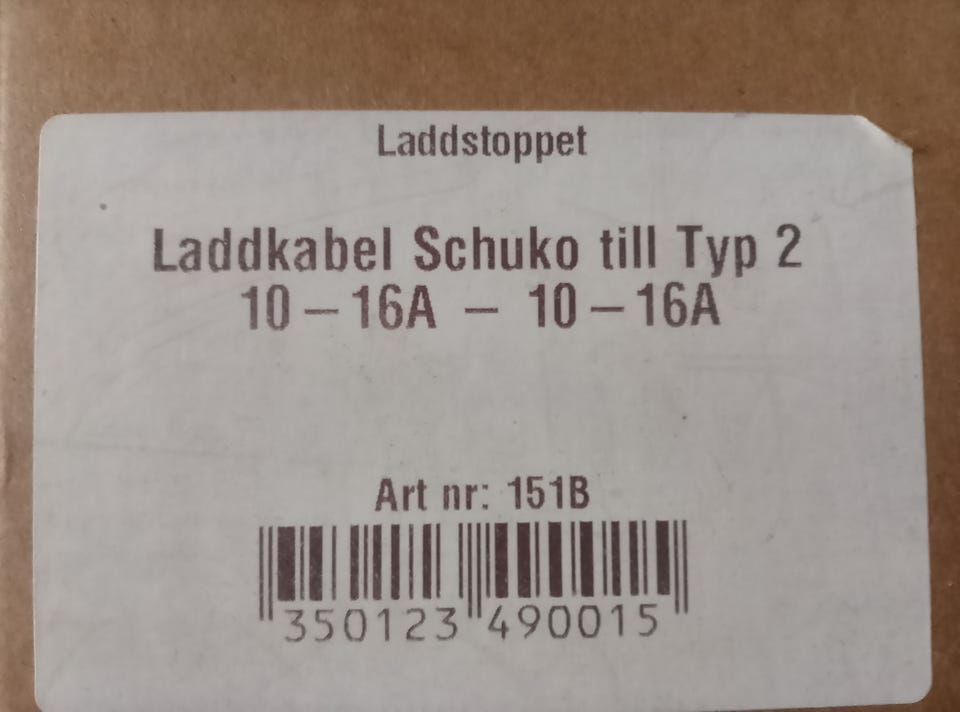 Laddstoppet
Laddkabel Schuko till Typ 2
10 – 16A – 10 – 16A
Art nr: 151B
350123 490015